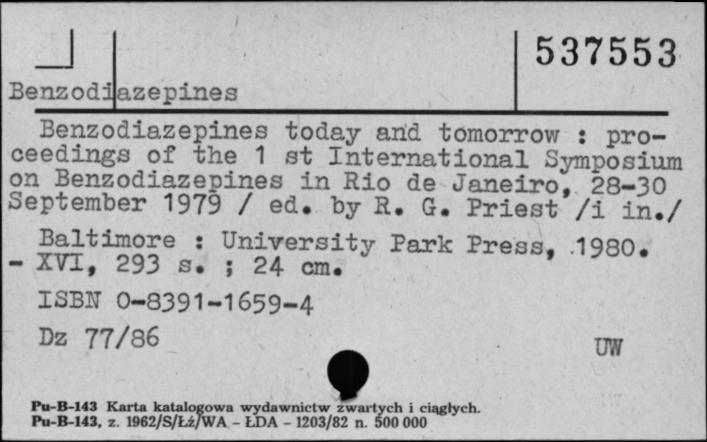 537553
Benzodiazepines
Benzodiazepines today and tomorrow : pro-
ceedings of the 1 st International Symposium
on Benzodiazepines in Rio de Janeiro, 28-30
September 1979 / ed. by R. G. Priest /i in./
Baltimore : University Park Press, 1980.
- XVI, 293 s. ; 24 cm.
ISBN 0-8391-1659-4
Dz 77/86
UW
Pu-B-143 Karta katalogowa wydawnictw zwartych i ciągłych.
Pu-B-143, z. 1962/S/Łż/WA - ŁDA - 1203/82 n. 500 000